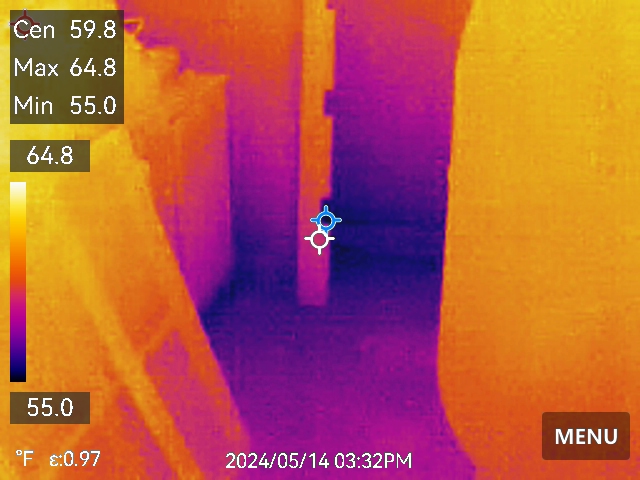 Cen 59.8
Max 64.8
Min 55.0
64.8
55.0
°F ε:0.97
2024/05/14 03:32PM
MENU